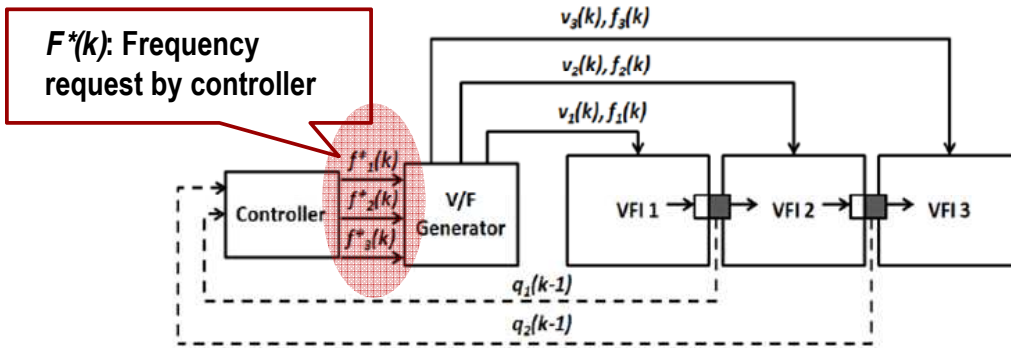 F*(k): Frequency
request by controller
v₃(k), f₃(k)
v₂(k), f₂(k)
v₁(k), f₁(k)
f*₁(k)
f*₂(k)
f*₃(k)
Controller
V/F
Generator
VFI 1
VFI 2
VFI 3
q₁(k-1)
q₂(k-1)